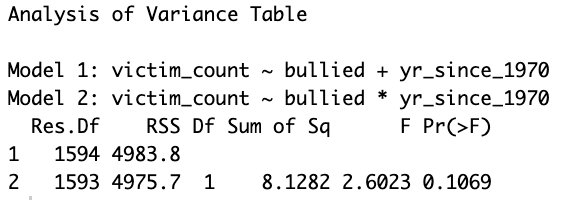 Analysis of Variance Table
Model 1: victim_count ~ bullied + yr_since_1970
Model 2: victim_count ~ bullied * yr_since_1970
Res.Df RSS Df Sum of Sq F Pr(>F)
1 1594 4983.8
2 1593 4975.7 1 8.1282 2.6023 0.1069